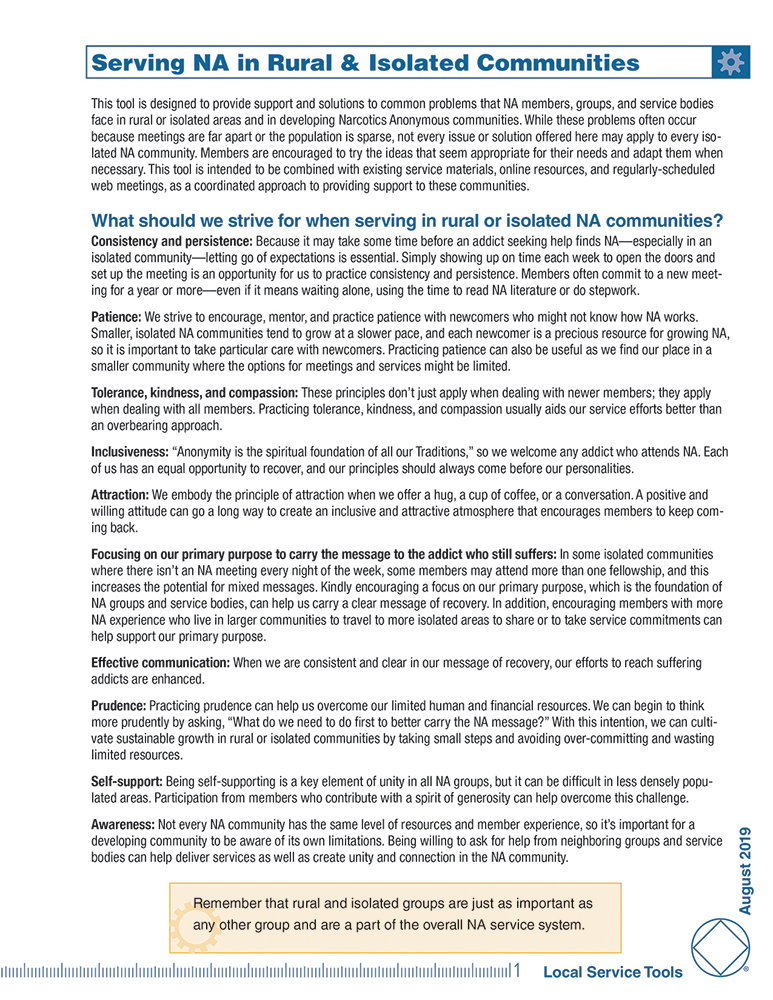 Serving NA in Rural & Isolated Communities
This tool is designed to provide support and solutions to common problems that NA members, groups, and service bodies
face in rural or isolated areas and in developing Narcotics Anonymous communities. While these problems often occur
because meetings are far apart or the population is sparse, not every issue or solution offered here may apply to every iso-
lated NA community. Members are encouraged to try the ideas that seem appropriate for their needs and adapt them when
necessary. This tool is intended to be combined with existing service materials, online resources, and regularly-scheduled
web meetings, as a coordinated approach to providing support to these communities.
What should we strive for when serving in rural or isolated NA communities?
Consistency and persistence: Because it may take some time before an addict seeking help finds NA—especially in an
isolated community—letting go of expectations is essential. Simply showing up on time each week to open the doors and
set up the meeting is an opportunity for us to practice consistency and persistence. Members often commit to a new meet-
ing for a year or more—even if it means waiting alone, using the time to read NA literature or do stepwork.
Patience: We strive to encourage, mentor, and practice patience with newcomers who might not know how NA works.
Smaller, isolated NA communities tend to grow at a slower pace, and each newcomer is a precious resource for growing NA,
so it is important to take particular care with newcomers. Practicing patience can also be useful as we find our place in a
smaller community where the options for meetings and services might be limited.
Tolerance, kindness, and compassion: These principles don’t just apply when dealing with newer members; they apply
when dealing with all members. Practicing tolerance, kindness, and compassion usually aids our service efforts better than
an overbearing approach.
Inclusiveness: “Anonymity is the spiritual foundation of all our Traditions,” so we welcome any addict who attends NA. Each
of us has an equal opportunity to recover, and our principles should always come before our personalities.
Attraction: We embody the principle of attraction when we offer a hug, a cup of coffee, or a conversation. A positive and
willing attitude can go a long way to create an inclusive and attractive atmosphere that encourages members to keep com-
ing back.
Focusing on our primary purpose to carry the message to the addict who still suffers: In some isolated communities
where there isn’t an NA meeting every night of the week, some members may attend more than one fellowship, and this
increases the potential for mixed messages. Kindly encouraging a focus on our primary purpose, which is the foundation of
NA groups and service bodies, can help us carry a clear message of recovery. In addition, encouraging members with more
NA experience who live in larger communities to travel to more isolated areas to share or to take service commitments can
help support our primary purpose.
Effective communication: When we are consistent and clear in our message of recovery, our efforts to reach suffering
addicts are enhanced.
Prudence: Practicing prudence can help us overcome our limited human and financial resources. We can begin to think
more prudently by asking, “What do we need to do first to better carry the NA message?” With this intention, we can culti-
vate sustainable growth in rural or isolated communities by taking small steps and avoiding over-committing and wasting
limited resources.
Self-support: Being self-supporting is a key element of unity in all NA groups, but it can be difficult in less densely popu-
lated areas. Participation from members who contribute with a spirit of generosity can help overcome this challenge.
Awareness: Not every NA community has the same level of resources and member experience, so it’s important for a
developing community to be aware of its own limitations. Being willing to ask for help from neighboring groups and service
bodies can help deliver services as well as create unity and connection in the NA community.
Remember that rural and isolated groups are just as important as
any other group and are a part of the overall NA service system.
August 2019
1
Local Service Tools
®